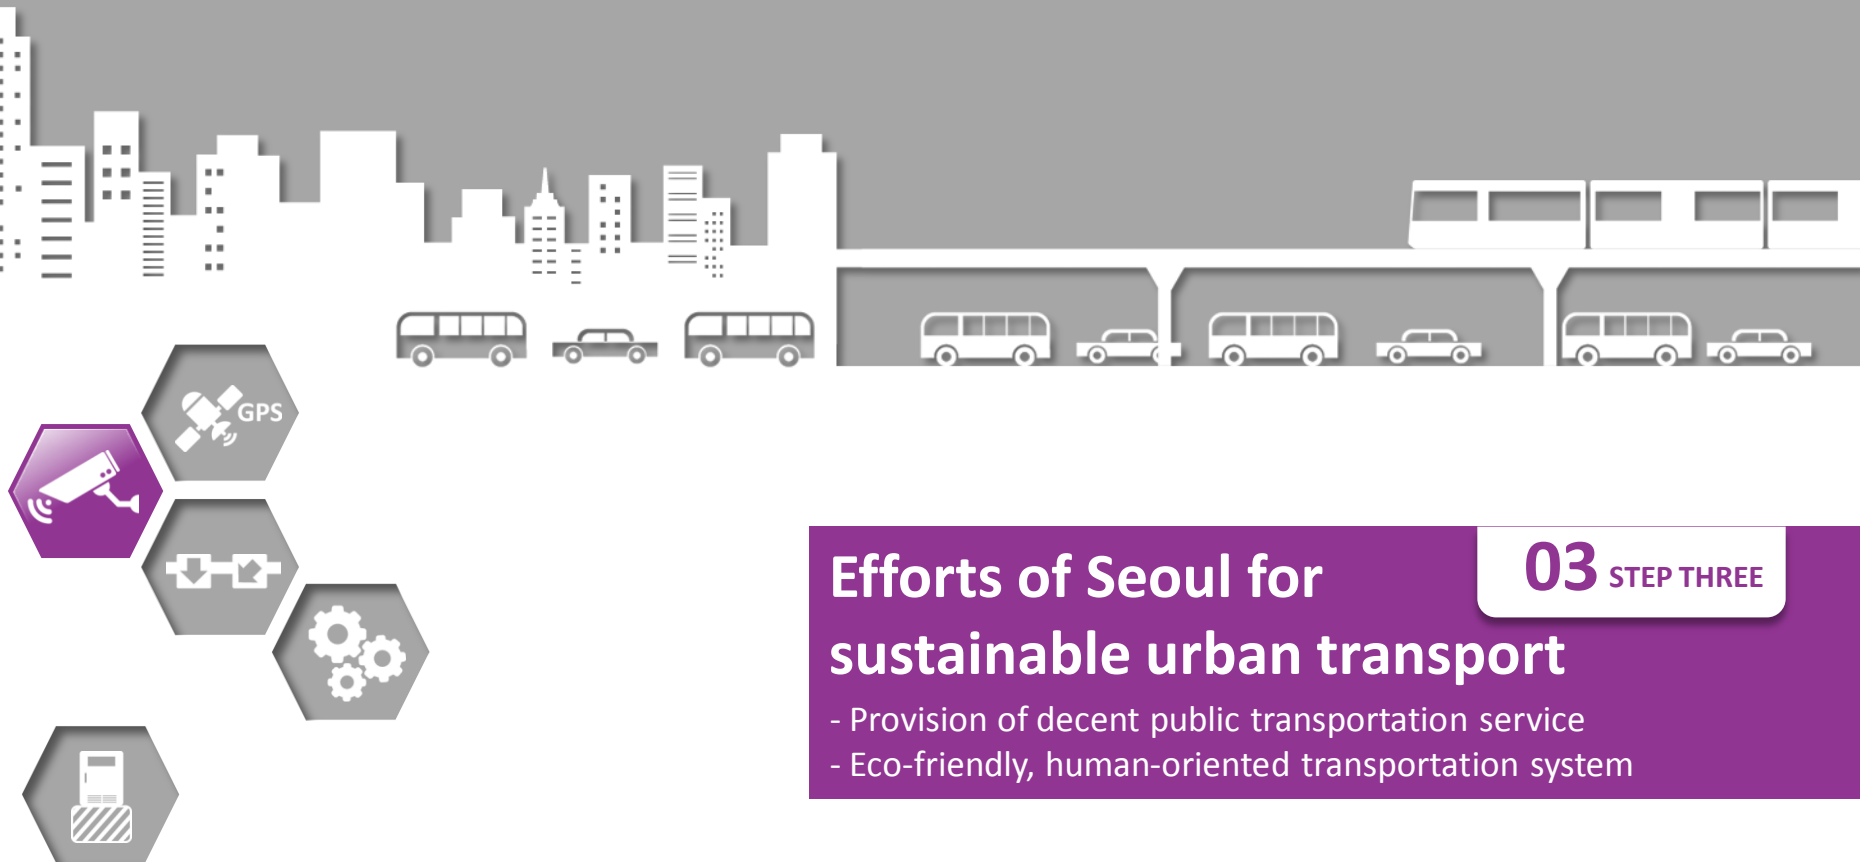 GPS
03 STEP THREE
Efforts of Seoul for
sustainable urban transport
- Provision of decent public transportation service
- Eco-friendly, human-oriented transportation system